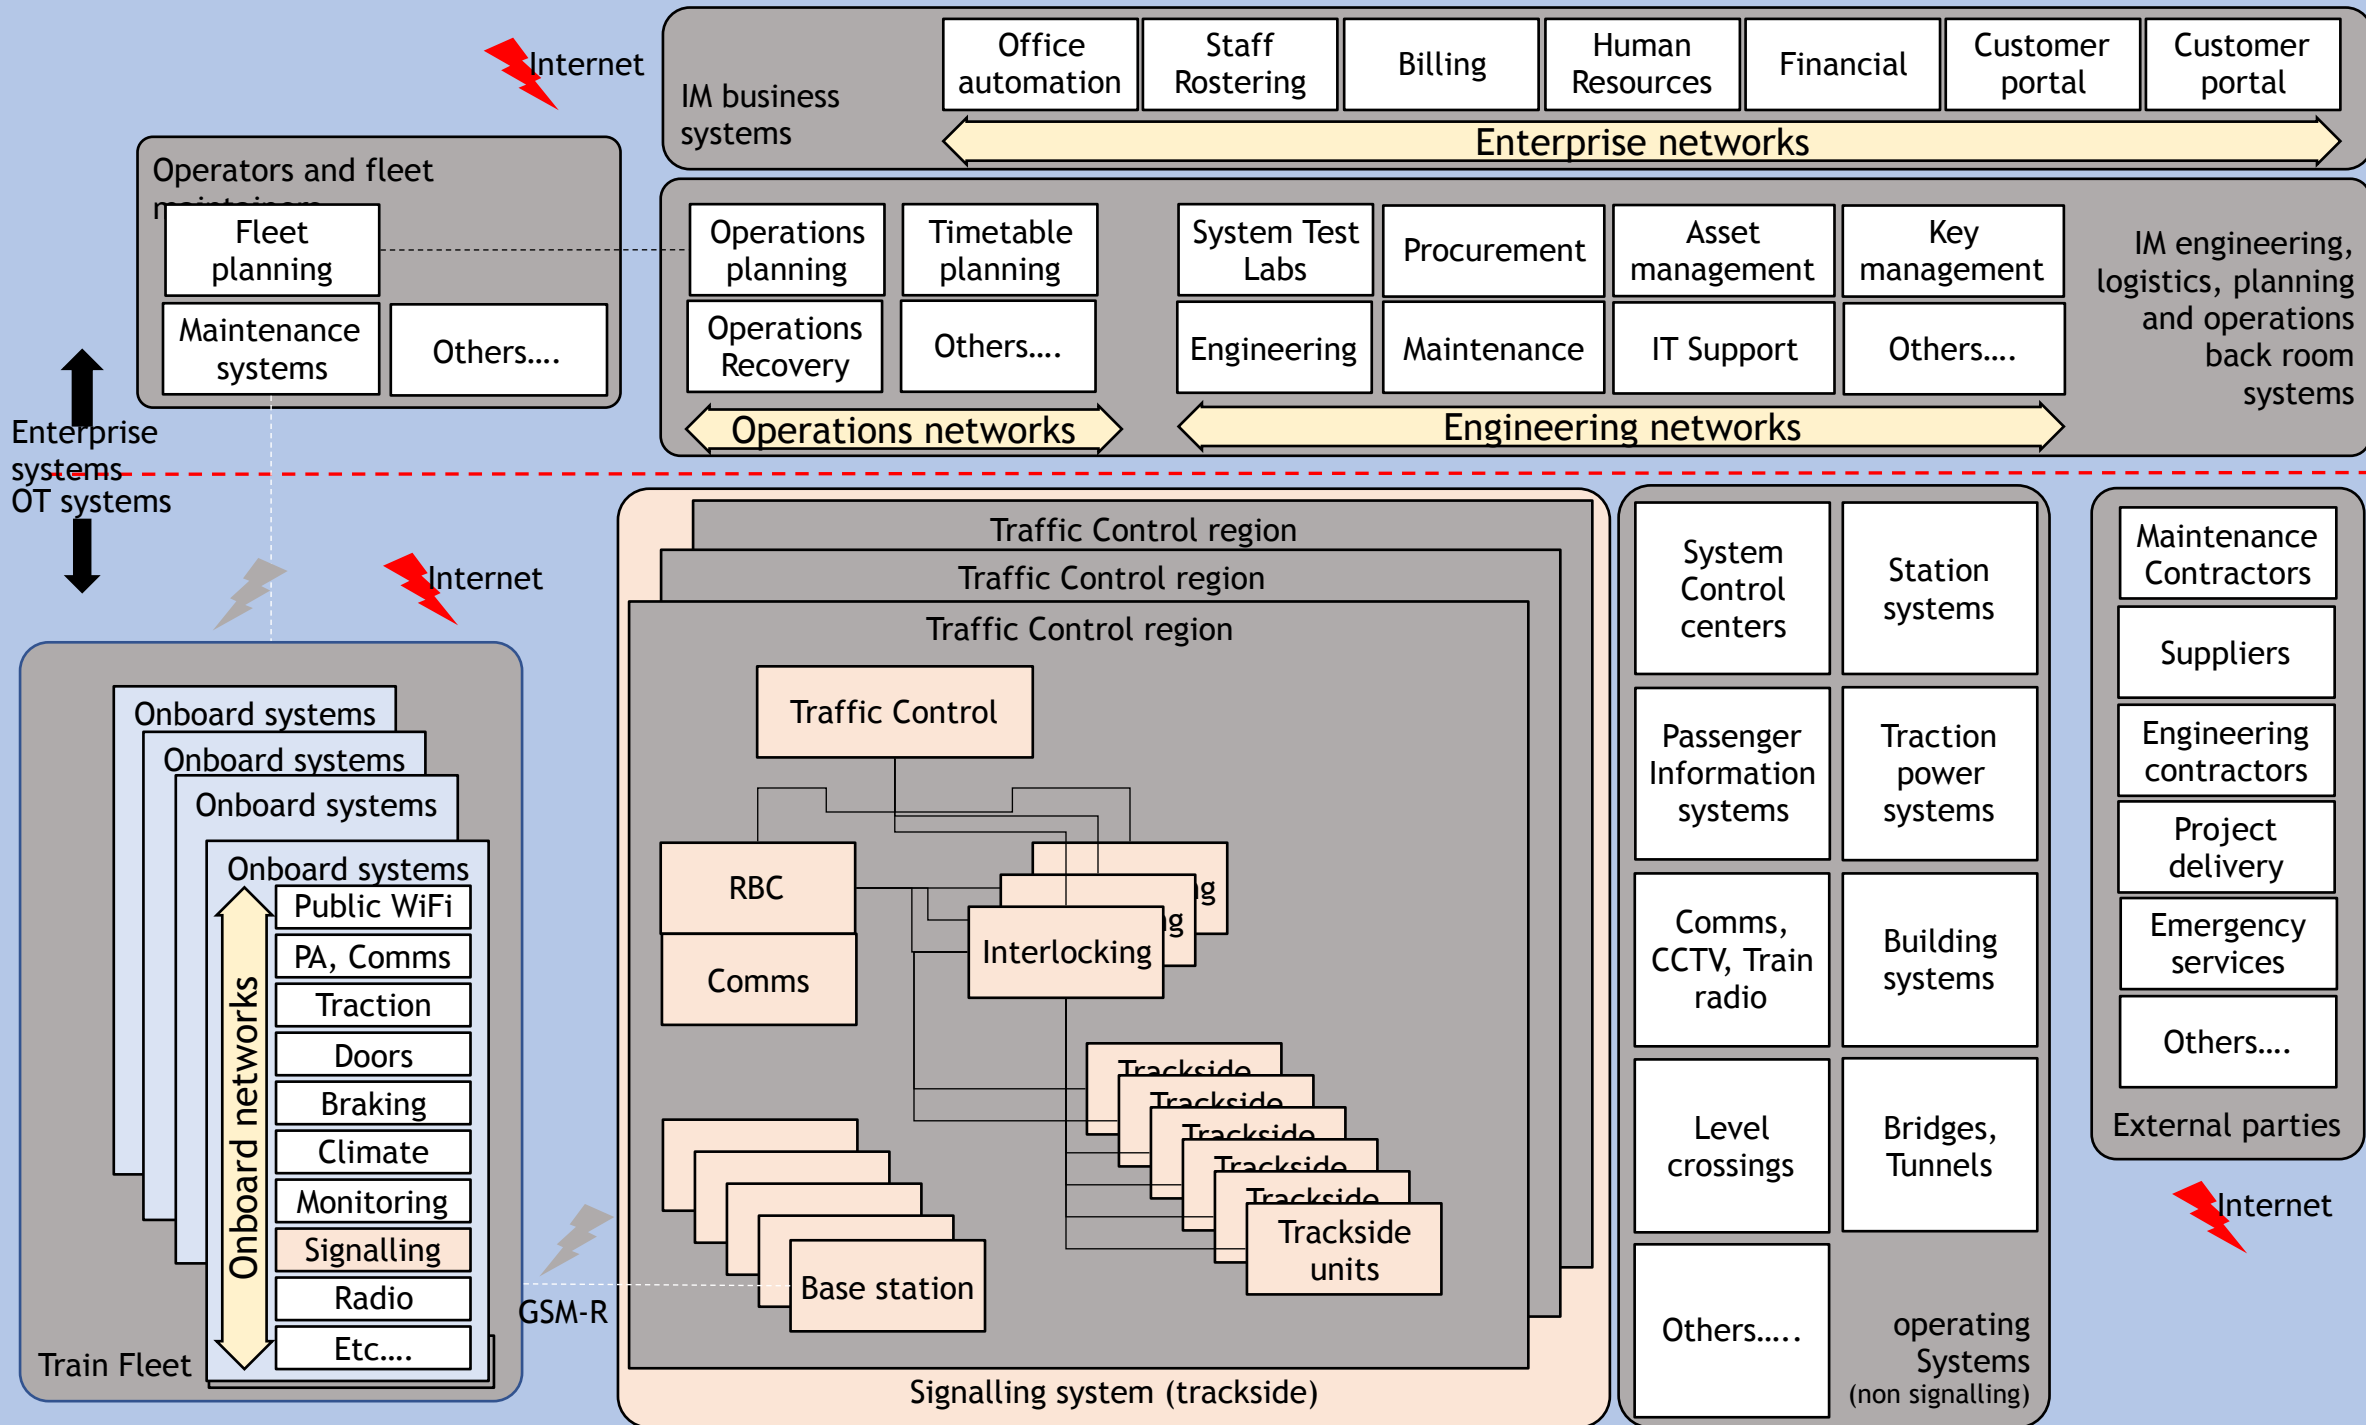 Internet
IM business
systems
Office
automation
Staff
Rostering
Billing
Human
Resources
Financial
Customer
portal
Customer
portal
Enterprise networks
Operators and fleet
Fleet
planning
Maintenance
systems
Others....
Operations
planning
Timetable
planning
Operations
Recovery
Others....
Operations networks
System Test
Labs
Procurement
Asset
management
Key
management
Engineering
Maintenance
IT Support
Others....
Engineering networks
IM engineering,
logistics, planning
and operations
back room
systems
Enterprise
systems
OT systems
Internet
Onboard systems
Onboard systems
Onboard systems
Onboard systems
Onboard networks
Public WiFi
PA, Comms
Traction
Doors
Braking
Climate
Monitoring
Signalling
Radio
Etc....
Train Fleet
GSM-R
Traffic Control region
Traffic Control region
Traffic Control region
Traffic Control
RBC
Comms
Interlocking
Trackside
Trackside
Trackside
Trackside
Trackside
Trackside
units
Base station
Signalling system (trackside)
System
Control
centers
Station
systems
Passenger
Information
systems
Traction
power
systems
Comms,
CCTV, Train
radio
Building
systems
Level
crossings
Bridges,
Tunnels
Others.....
operating
Systems
(non signalling)
Maintenance
Contractors
Suppliers
Engineering
contractors
Project
delivery
Emergency
services
Others....
External parties
Internet